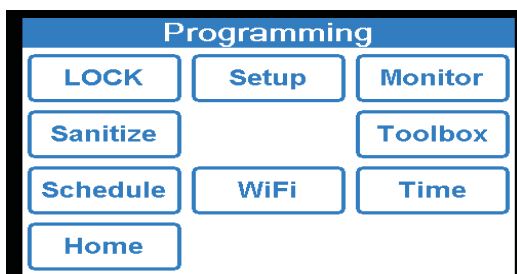 Programming
LOCK Setup Monitor
Sanitize Toolbox
Schedule WiFi Time
Home